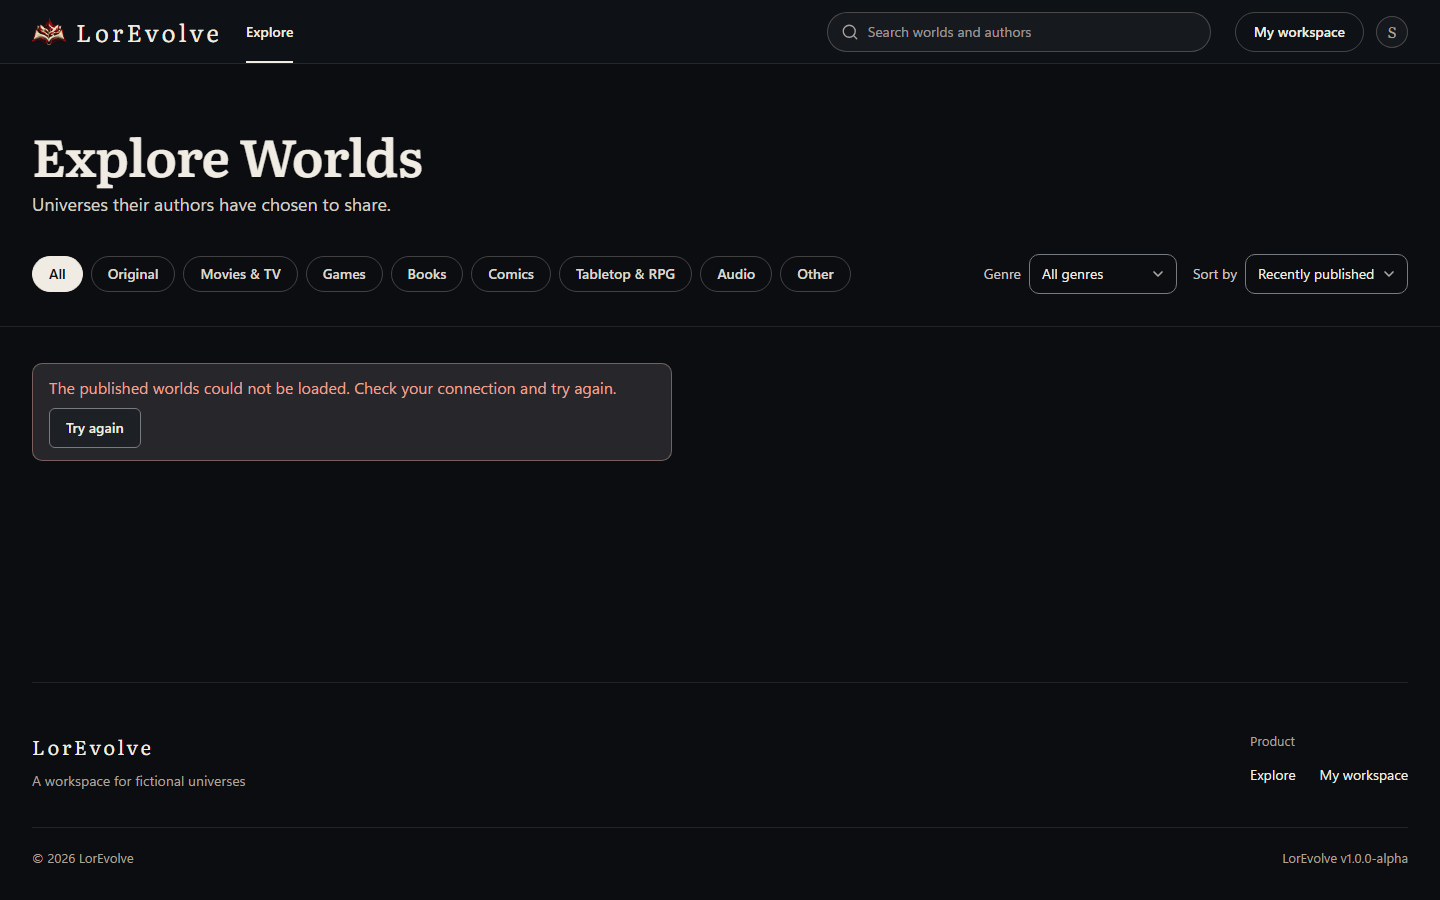 LorEvolve
Explore
Search worlds and authors
My workspace
S
Explore Worlds
Universes their authors have chosen to share.
All
Original
Movies & TV
Games
Books
Comics
Tabletop & RPG
Audio
Other
Genre
All genres
Sort by
Recently published
The published worlds could not be loaded. Check your connection and try again.
Try again
LorEvolve
A workspace for fictional universes
Product
Explore
My workspace
© 2026 LorEvolve
LorEvolve v1.0.0-alpha